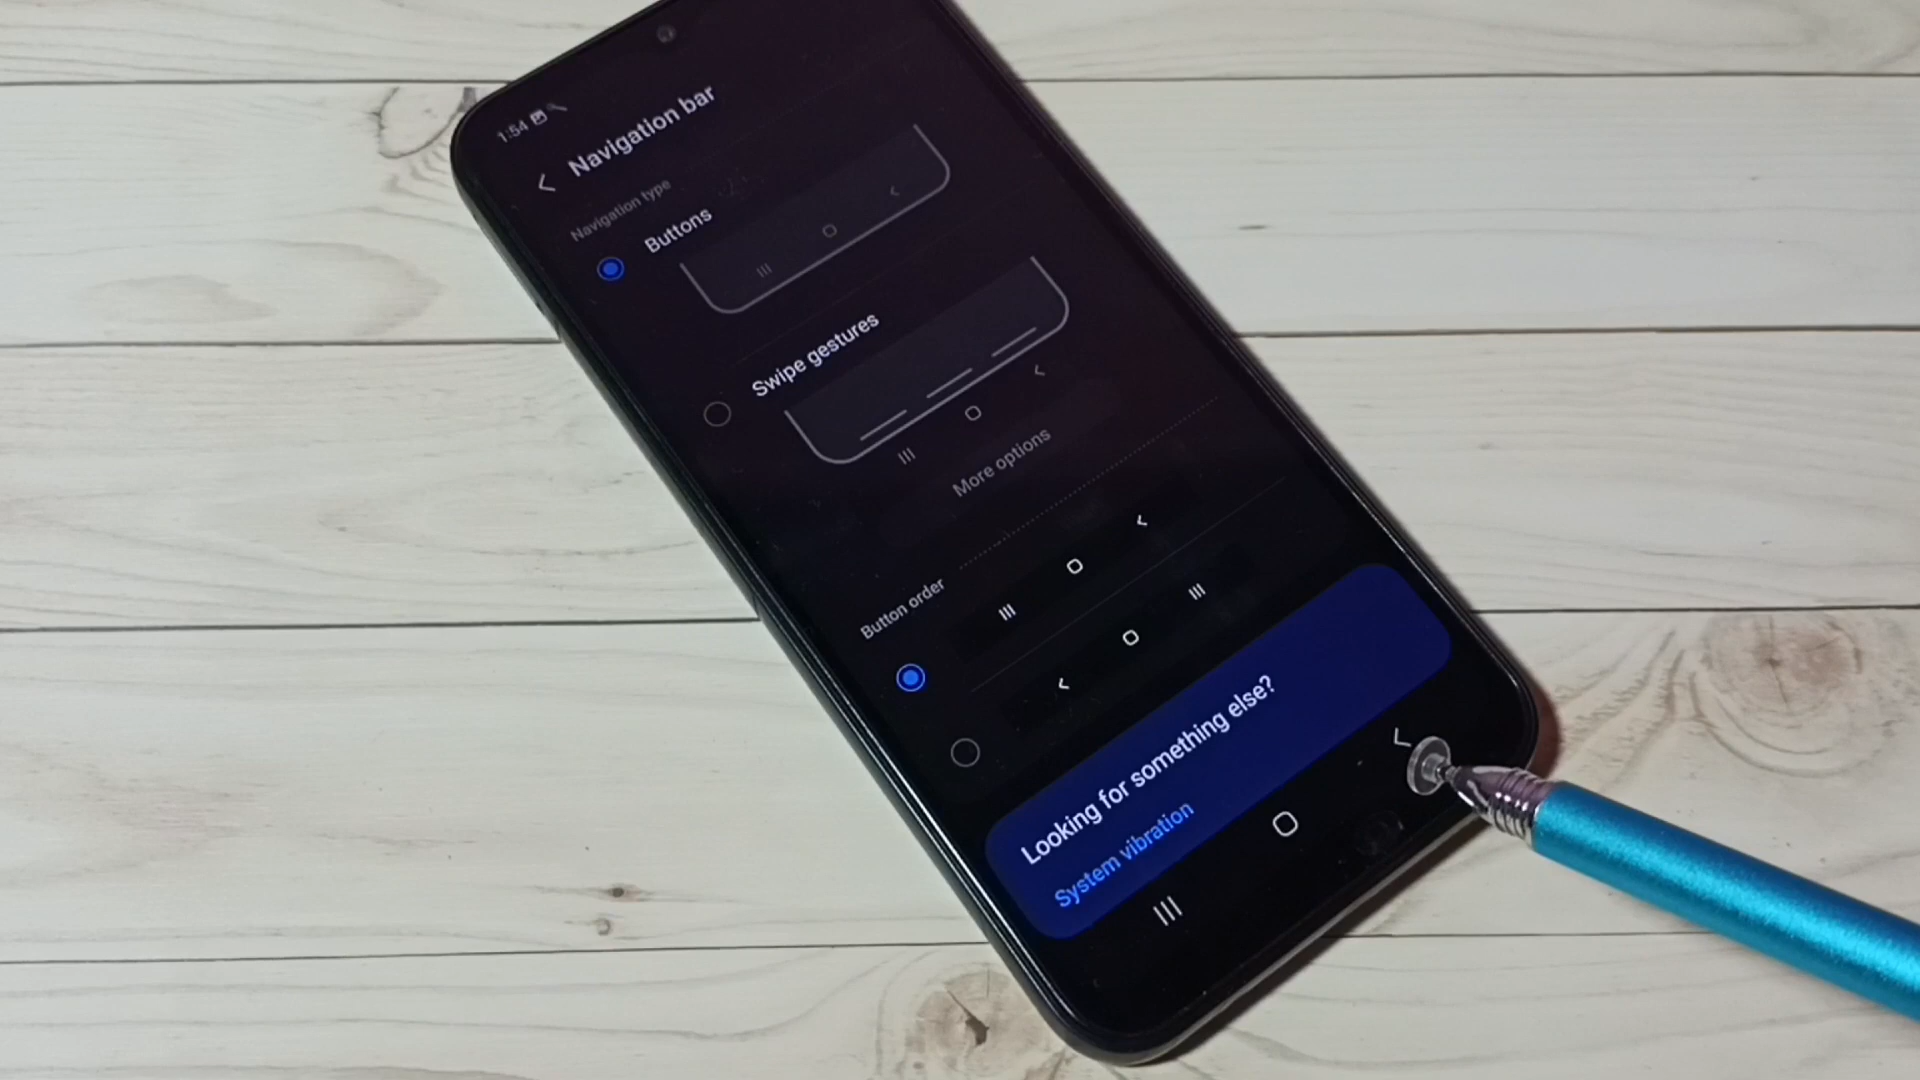 1:54
Navigation bar
Navigation type
Buttons
Swipe gestures
More options
Button order
Looking for something else?
System vibration